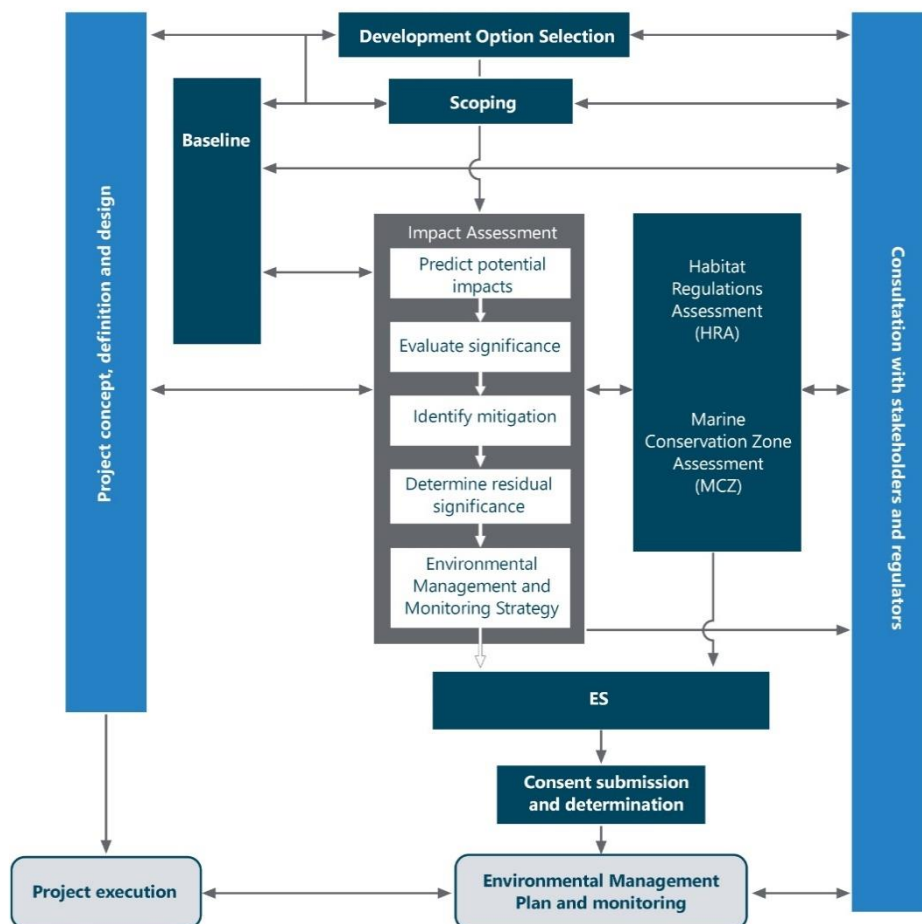 Development Option Selection
Scoping
Baseline
Project concept, definition and design
Impact Assessment
Predict potential
impacts
Evaluate significance
Identify mitigation
Determine residual
significance
Environmental
Management and
Monitoring Strategy
Habitat
Regulations
Assessment
(HRA)
Marine
Conservation Zone
Assessment
(MCZ)
Consultation with stakeholders and regulators
ES
Consent submission
and determination
Project execution
Environmental Management
Plan and monitoring